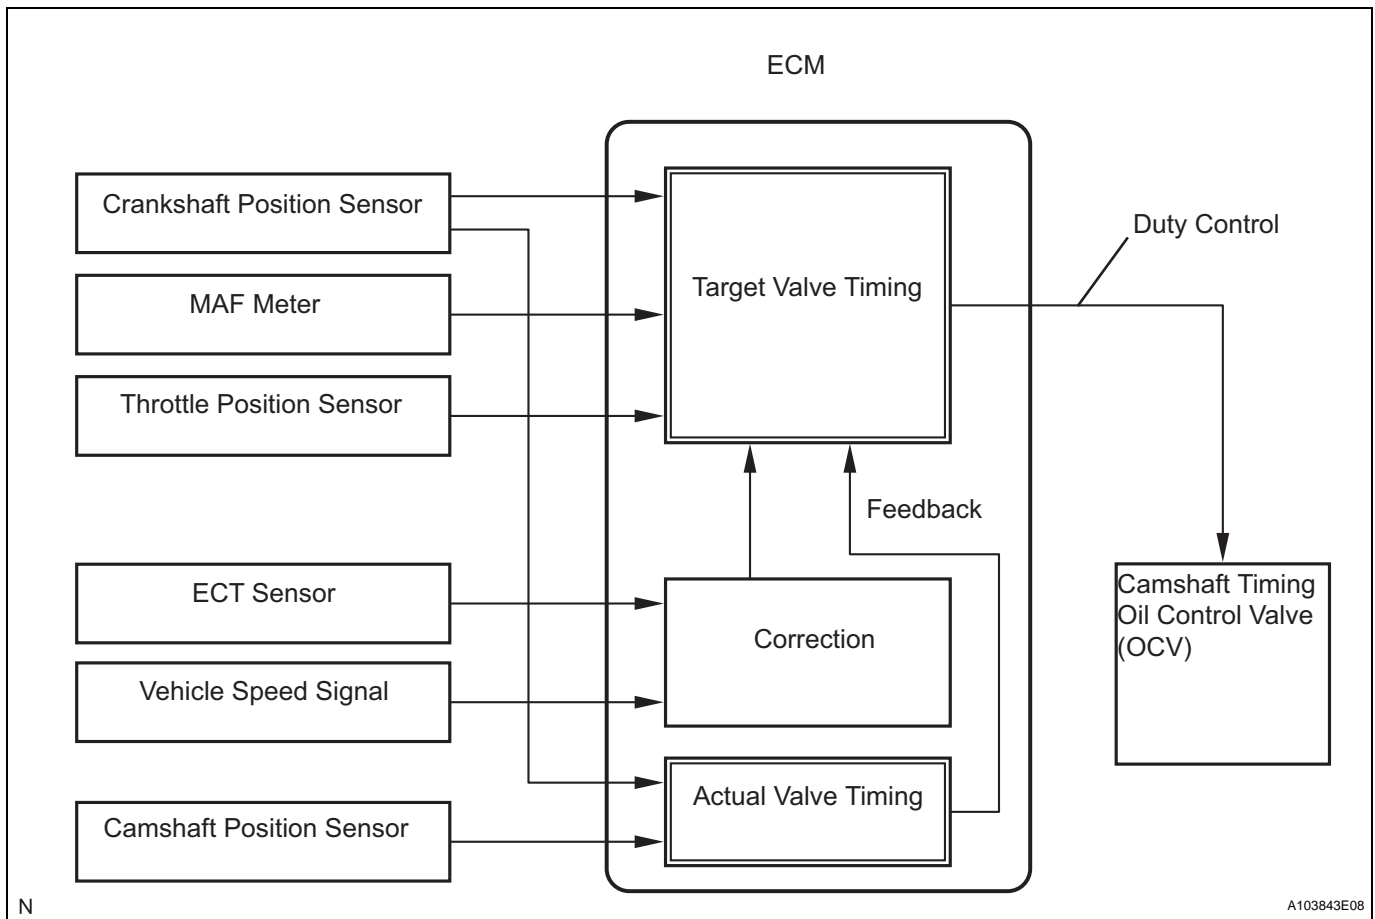 ECM
Crankshaft Position Sensor
MAF Meter
Throttle Position Sensor
ECT Sensor
Vehicle Speed Signal
Camshaft Position Sensor
Target Valve Timing
Feedback
Correction
Actual Valve Timing
Duty Control
Camshaft Timing
Oil Control Valve
(OCV)
N
A103843E08